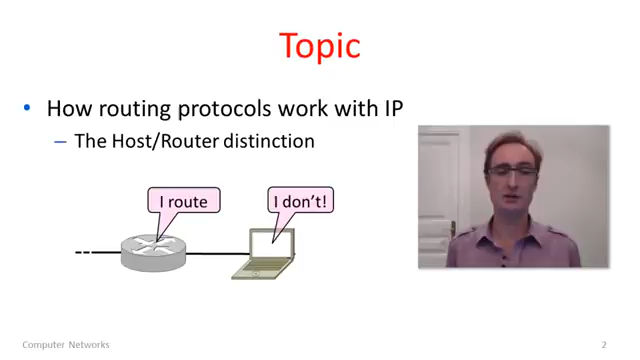 Topic
• How routing protocols work with IP
– The Host/Router distinction
I route
I don't!
Computer Networks
2